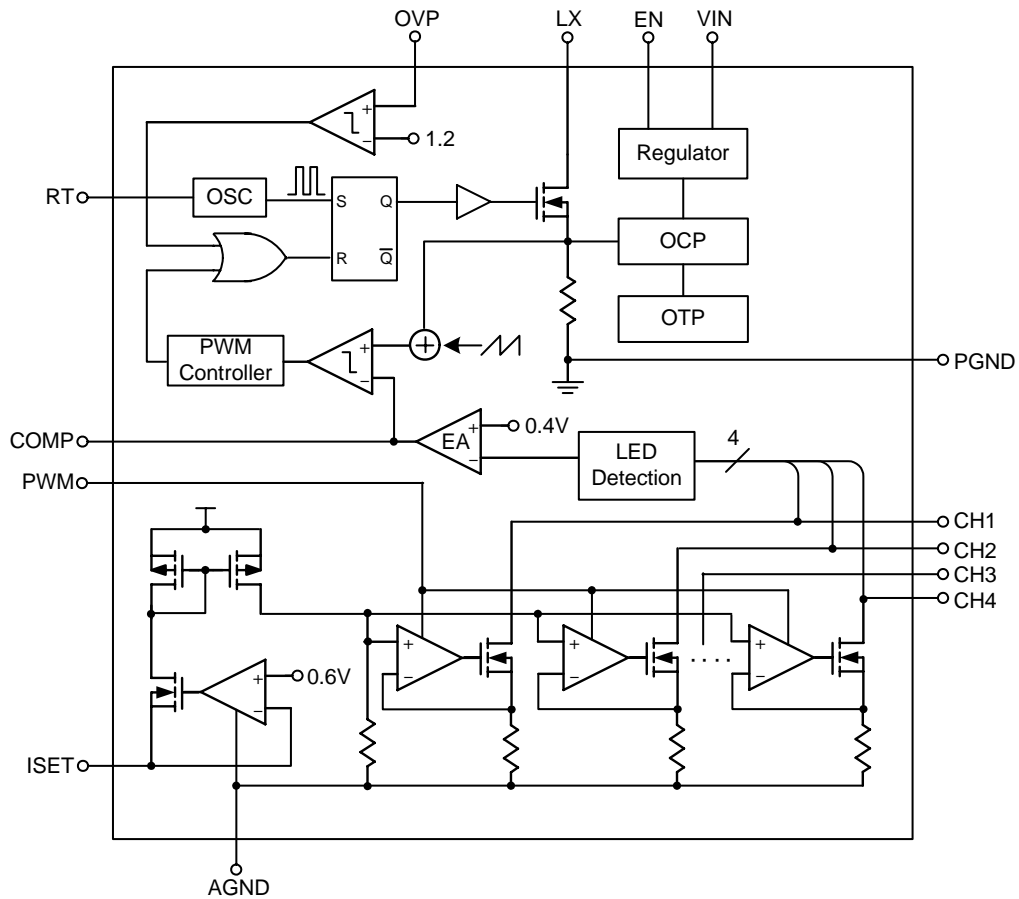 OVP
LX
EN
VIN
+
−
1.2
Regulator
RT
OSC
S
Q
R
Q̅
OCP
OTP
PWM
Controller
+
−
+
PGND
COMP
EA
+
−
0.4V
LED
Detection
4
PWM
CH1
CH2
CH3
CH4
+
−
+
−
....
+
−
+
−
0.6V
ISET
AGND